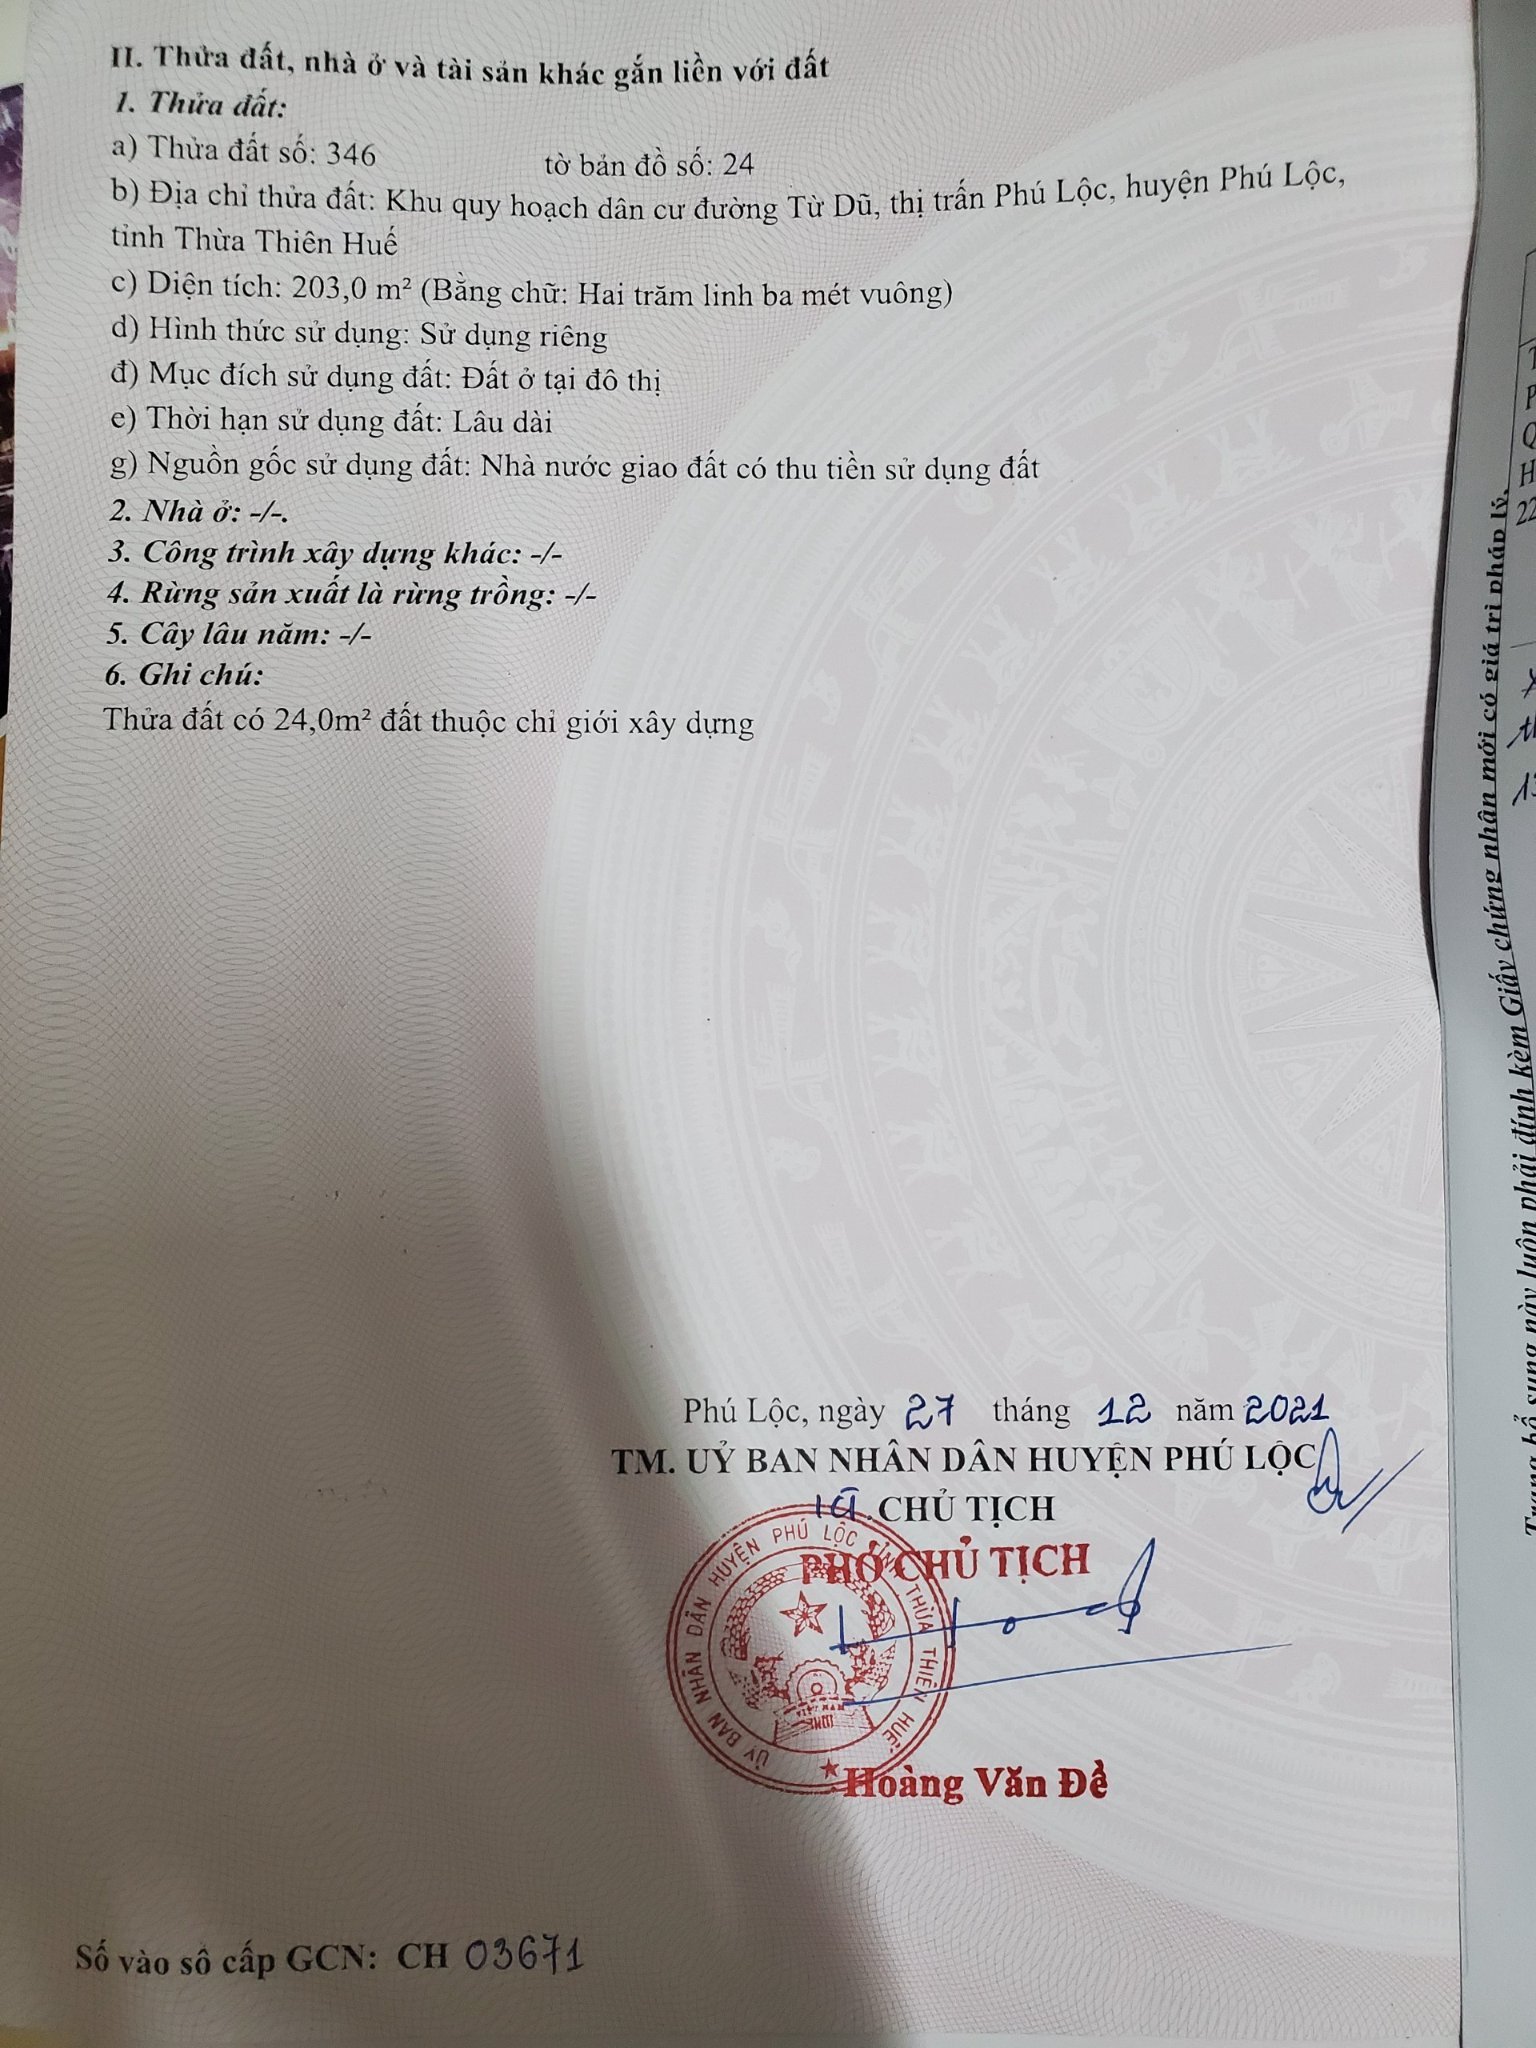 II. Thửa đất, nhà ở và tài sản khác gắn liền với đất
1. Thửa đất:
a) Thửa đất số: 346 tờ bản đồ số: 24
b) Địa chỉ thửa đất: Khu quy hoạch dân cư đường Từ Dũ, thị trấn Phú Lộc, huyện Phú Lộc,
tỉnh Thừa Thiên Huế
c) Diện tích: 203,0 m² (Bằng chữ: Hai trăm linh ba mét vuông)
d) Hình thức sử dụng: Sử dụng riêng
đ) Mục đích sử dụng đất: Đất ở tại đô thị
e) Thời hạn sử dụng đất: Lâu dài
g) Nguồn gốc sử dụng đất: Nhà nước giao đất có thu tiền sử dụng đất
2. Nhà ở: -/-.
3. Công trình xây dựng khác: -/-
4. Rừng sản xuất là rừng trồng: -/-
5. Cây lâu năm: -/-
6. Ghi chú:
Thửa đất có 24,0m² đất thuộc chỉ giới xây dựng
Phú Lộc, ngày 27 tháng 12 năm 2021
TM. UỶ BAN NHÂN DÂN HUYỆN PHÚ LỘC
KT. CHỦ TỊCH
PHÓ CHỦ TỊCH
ỦY BAN NHÂN DÂN HUYỆN PHÚ LỘC TỈNH THỪA THIÊN HUẾ
VIỆT NAM
Hoàng Văn Đề
Số vào sổ cấp GCN: CH 03671
Trang bổ sung này luôn phải đính kèm Giấy chứng nhận mới có giá trị pháp lý.
22